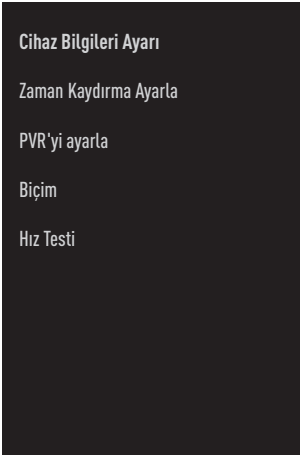 Cihaz Bilgileri Ayarı
Zaman Kaydırma Ayarla
PVR'yi ayarla
Biçim
Hız Testi